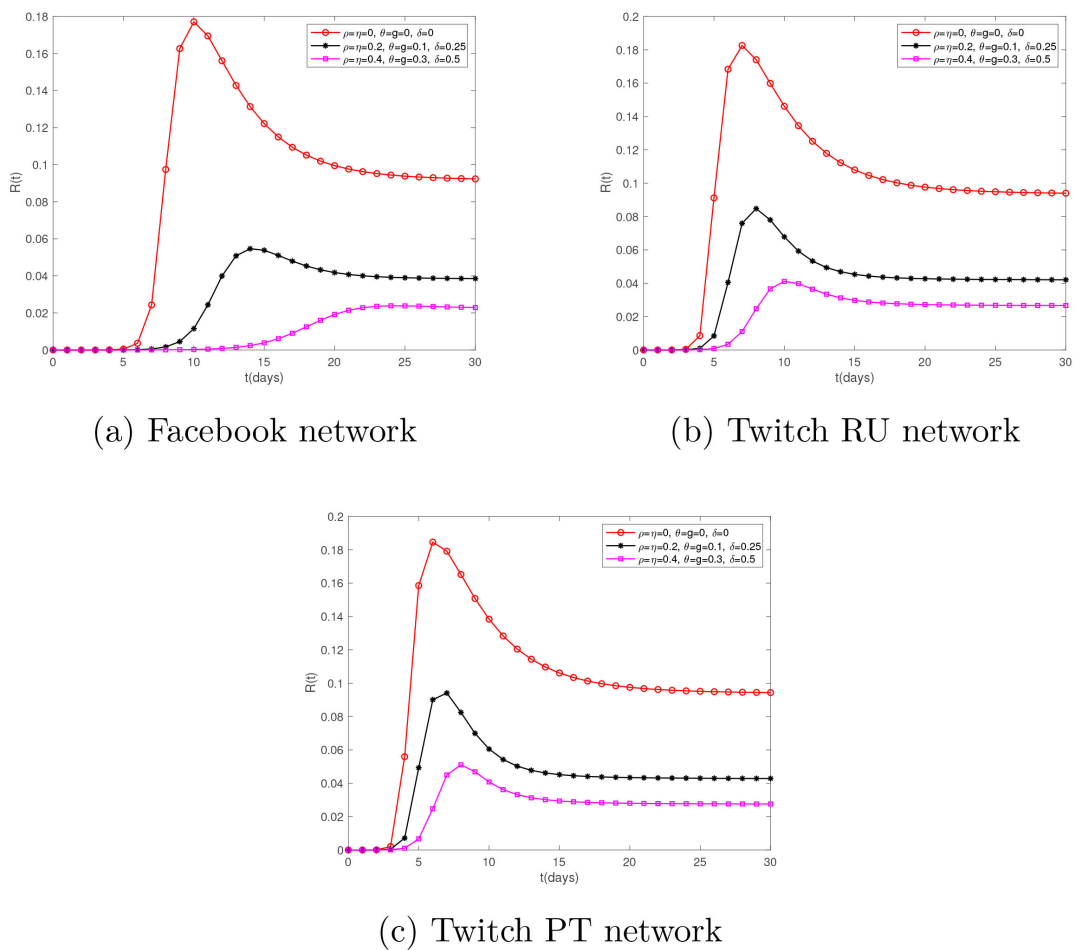 0.18
0.16
0.14
0.12
0.1
0.08
0.06
0.04
0.02
0
R(t)
ρ=η=0, θ=g=0, δ=0
ρ=η=0.2, θ=g=0.1, δ=0.25
ρ=η=0.4, θ=g=0.3, δ=0.5
0 5 10 15 20 25 30
t(days)
(a) Facebook network
0.2
0.18
0.16
0.14
0.12
0.1
0.08
0.06
0.04
0.02
0
R(t)
ρ=η=0, θ=g=0, δ=0
ρ=η=0.2, θ=g=0.1, δ=0.25
ρ=η=0.4, θ=g=0.3, δ=0.5
0 5 10 15 20 25 30
t(days)
(b) Twitch RU network
0.2
0.18
0.16
0.14
0.12
0.1
0.08
0.06
0.04
0.02
0
R(t)
ρ=η=0, θ=g=0, δ=0
ρ=η=0.2, θ=g=0.1, δ=0.25
ρ=η=0.4, θ=g=0.3, δ=0.5
0 5 10 15 20 25 30
t(days)
(c) Twitch PT network